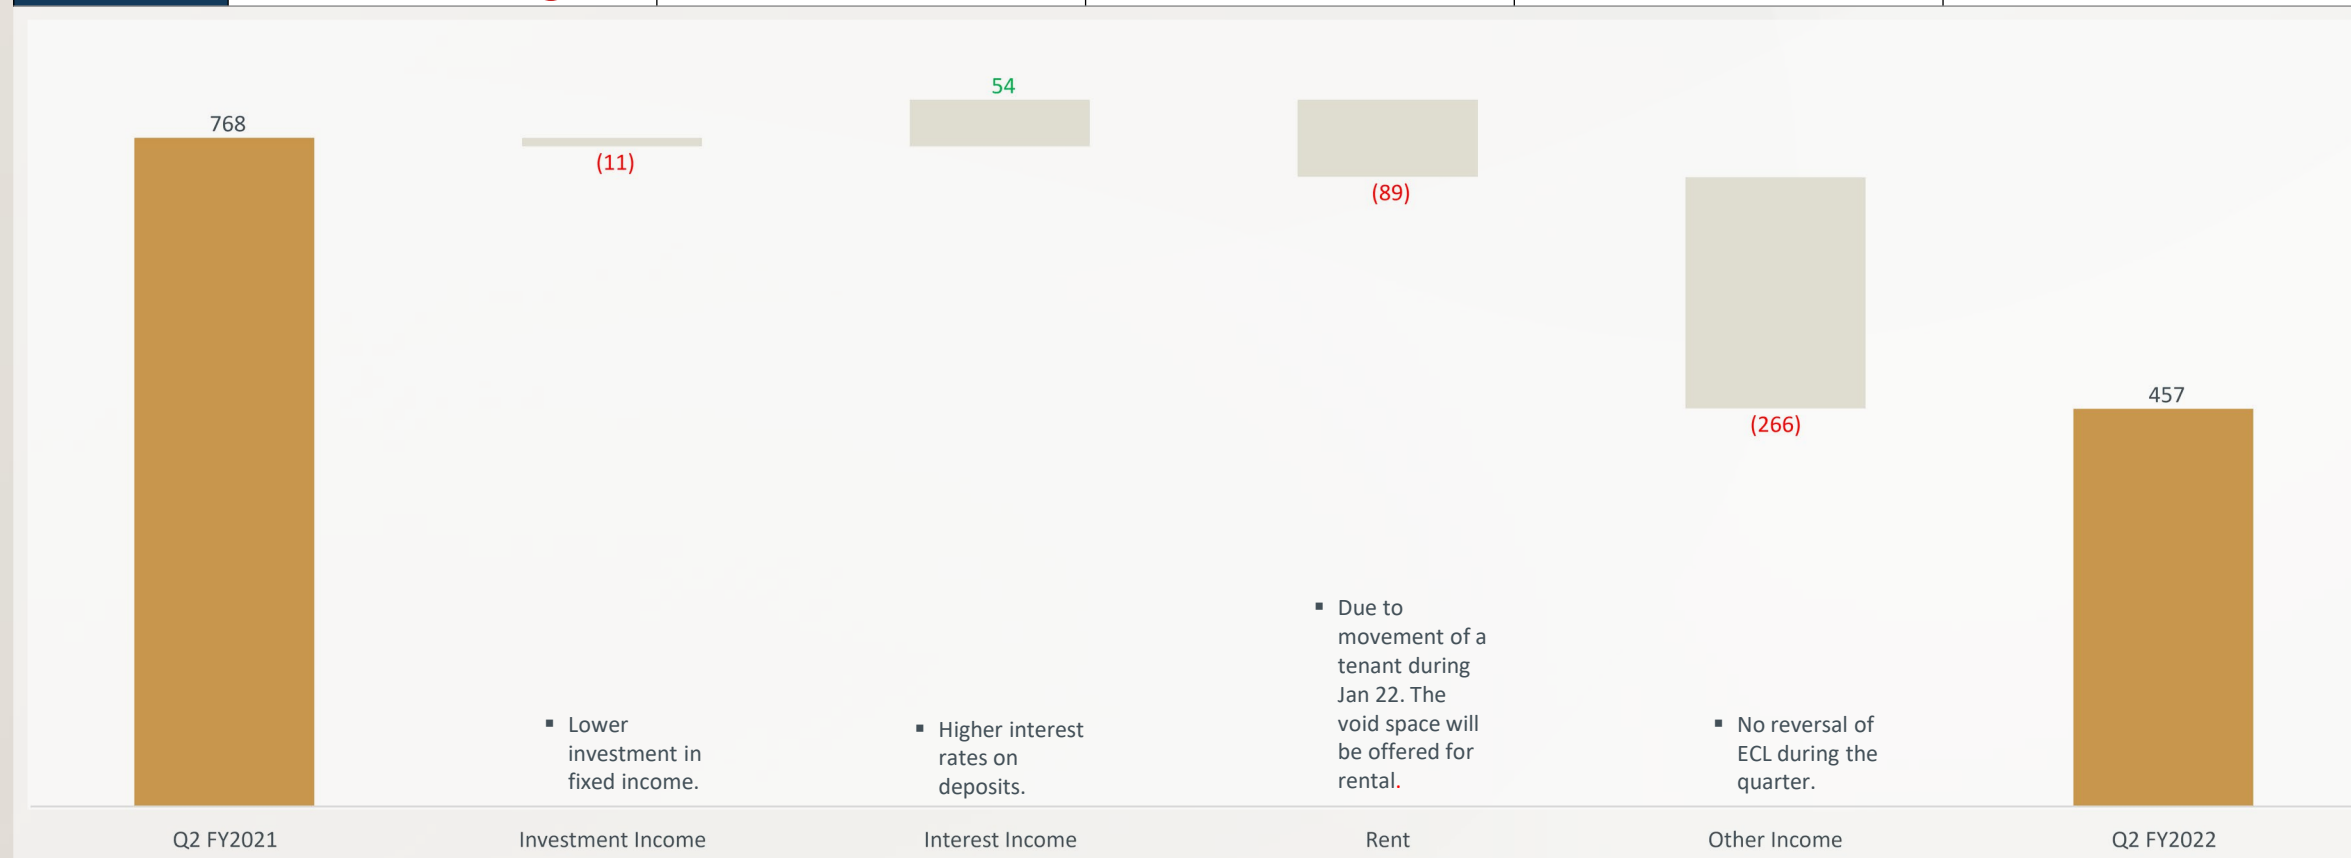 768
(11)
54
(89)
(266)
457
▪ Lower
investment in
fixed income.
▪ Higher interest
rates on
deposits.
▪ Due to
movement of a
tenant during
Jan 22. The
void space will
be offered for
rental.
▪ No reversal of
ECL during the
quarter.
Q2 FY2021
Investment Income
Interest Income
Rent
Other Income
Q2 FY2022